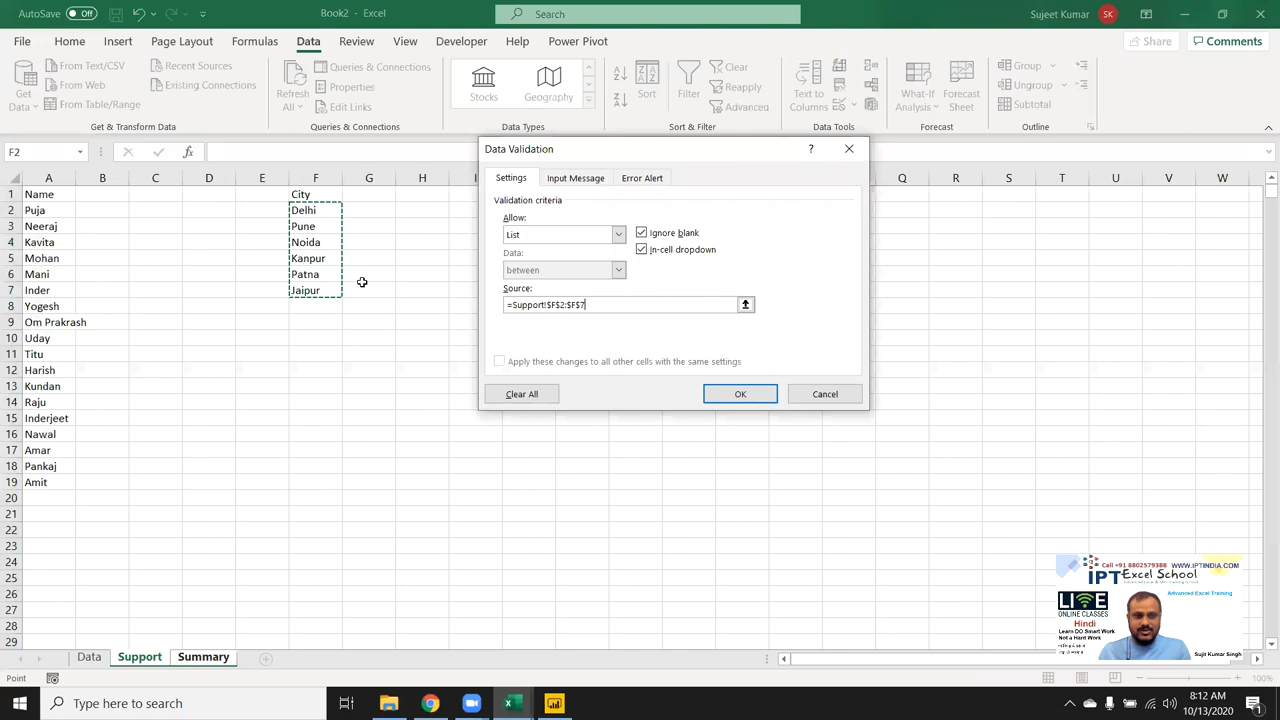 AutoSave Off
Book2 - Excel
Search
Sujeet Kumar
SK
File Home Insert Page Layout Formulas Data Review View Developer Help Power Pivot
Share
Comments
Get Data
From Text/CSV
From Web
From Table/Range
Recent Sources
Existing Connections
Get & Transform Data
Refresh All
Queries & Connections
Properties
Edit Links
Queries & Connections
Stocks
Geography
Data Types
Sort
Filter
Clear
Reapply
Advanced
Sort & Filter
Text to Columns
Data Tools
What-If Analysis
Forecast Sheet
Forecast
Group
Ungroup
Subtotal
Outline
F2
fx
A B C D E F G H I Q R S T U V W
1 Name City
2 Puja Delhi
3 Neeraj Pune
4 Kavita Noida
5 Mohan Kanpur
6 Mani Patna
7 Inder Jaipur
8 Yogesh
9 Om Prakrash
10 Uday
11 Titu
12 Harish
13 Kundan
14 Raju
15 Inderjeet
16 Nawal
17 Amar
18 Pankaj
19 Amit
20
21
22
23
24
25
26
27
28
29
Data Validation
?
Settings Input Message Error Alert
Validation criteria
Allow:
List
Ignore blank
In-cell dropdown
Data:
between
Source:
=Support!$F$2:$F$7
Apply these changes to all other cells with the same settings
Clear All
OK
Cancel
Call +91 8802579388
WWW.IPTINDIA.COM
IPT Excel School
Advanced Excel Training
LIVE
ONLINE CLASSES
Hindi
Learn DO Smart Work
Not a Hard Work
Sujit Kumar Singh
Data Support Summary
Point
100%
Type here to search
ENG
8:12 AM
10/13/2020